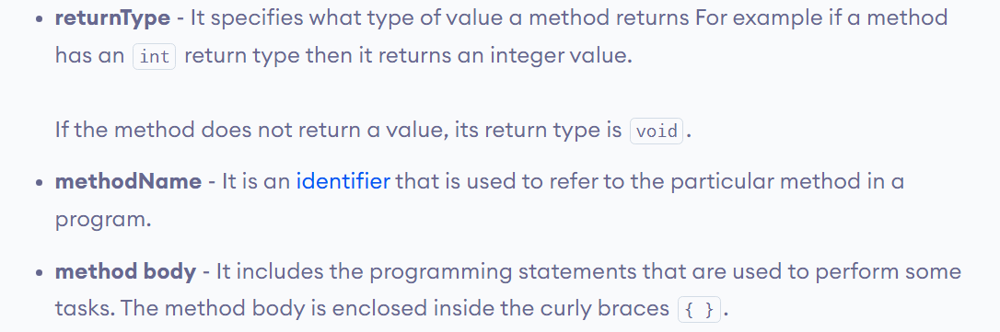 returnType - It specifies what type of value a method returns For example if a method
has an int return type then it returns an integer value.
If the method does not return a value, its return type is void.
methodName - It is an identifier that is used to refer to the particular method in a
program.
method body - It includes the programming statements that are used to perform some
tasks. The method body is enclosed inside the curly braces { }.